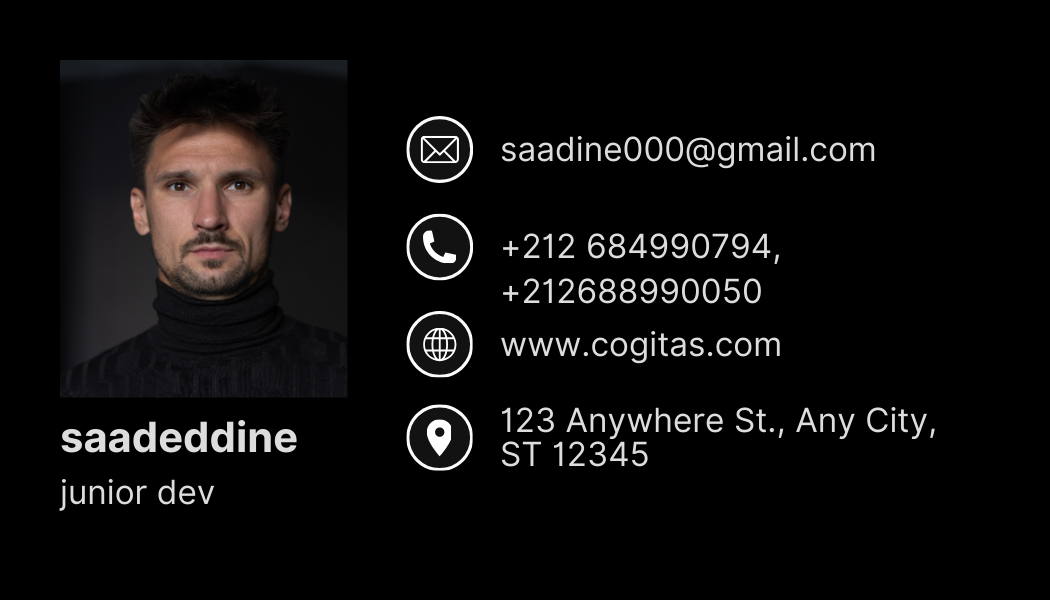 saadine000@gmail.com
+212 684990794,
+212688990050
www.cogitas.com
123 Anywhere St., Any City,
ST 12345
saadeddine
junior dev